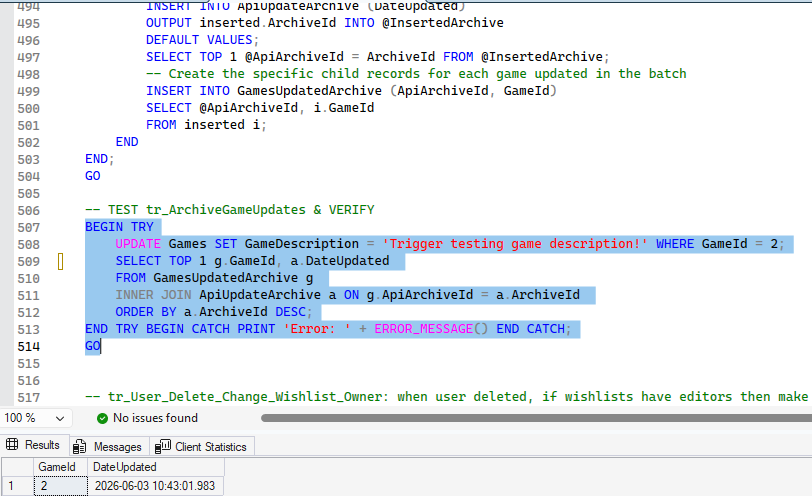 494 INSERT INTO ApiUpdateArchive (DateUpdated)
495 OUTPUT inserted.ArchiveId INTO @InsertedArchive
496 DEFAULT VALUES;
497 SELECT TOP 1 @ApiArchiveId = ArchiveId FROM @InsertedArchive;
498 -- Create the specific child records for each game updated in the batch
499 INSERT INTO GamesUpdatedArchive (ApiArchiveId, GameId)
500 SELECT @ApiArchiveId, i.GameId
501 FROM inserted i;
502 END
503 END;
504 GO
505
506 -- TEST tr_ArchiveGameUpdates & VERIFY
507 BEGIN TRY
508 UPDATE Games SET GameDescription = 'Trigger testing game description!' WHERE GameId = 2;
509 SELECT TOP 1 g.GameId, a.DateUpdated
510 FROM GamesUpdatedArchive g
511 INNER JOIN ApiUpdateArchive a ON g.ApiArchiveId = a.ArchiveId
512 ORDER BY a.ArchiveId DESC;
513 END TRY BEGIN CATCH PRINT 'Error: ' + ERROR_MESSAGE() END CATCH;
514 GO
515
516
517 -- tr_User_Delete_Change_Wishlist_Owner: when user deleted, if wishlists have editors then make
100 % No issues found
Results Messages Client Statistics
GameId DateUpdated
1 2 2026-06-03 10:43:01.983